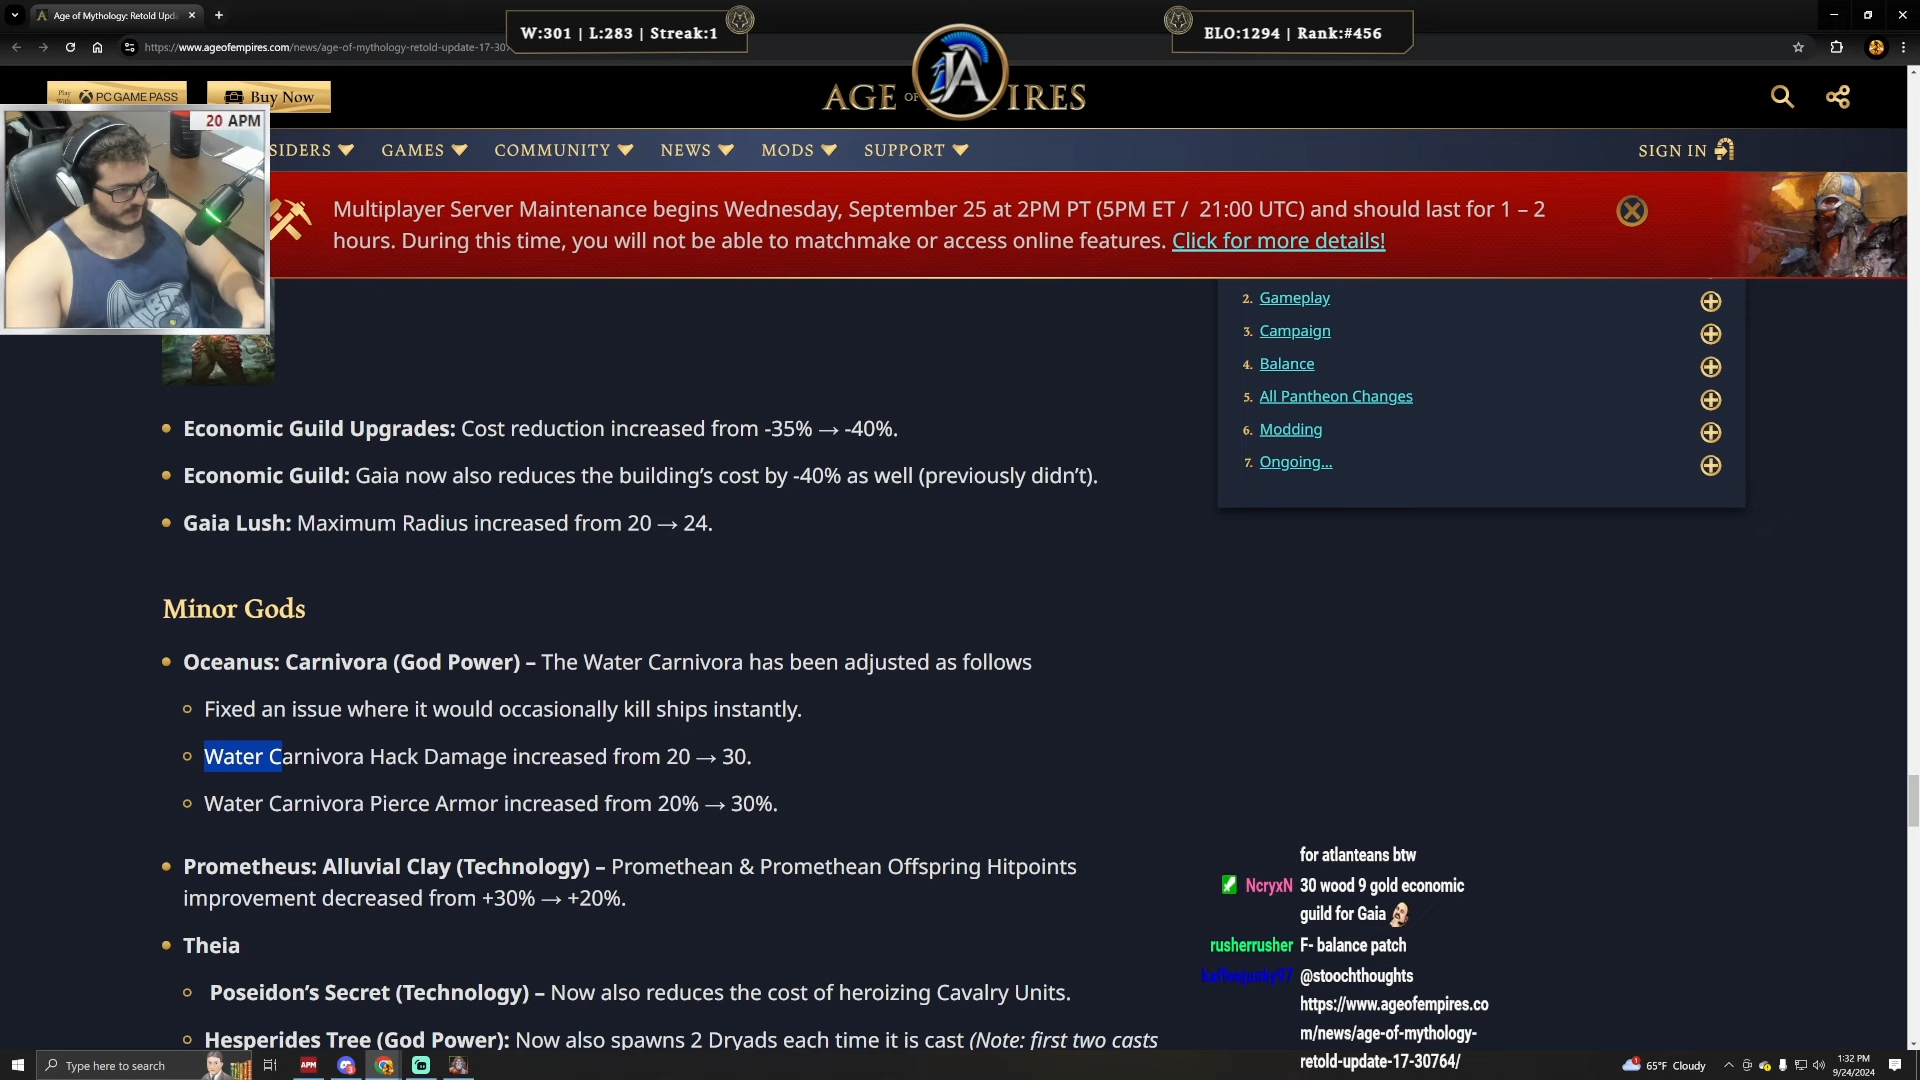 Age of Mythology: Retold Upd
W:301 | L:283 | Streak:1
ELO:1294 | Rank:#456
https://www.ageofempires.com/news/age-of-mythology-retold-update-17-307
Play With
PC GAME PASS
Buy Now
AGE OF IRES
JA
20 APM
SIDERS
GAMES
COMMUNITY
NEWS
MODS
SUPPORT
SIGN IN
Multiplayer Server Maintenance begins Wednesday, September 25 at 2PM PT (5PM ET / 21:00 UTC) and should last for 1 – 2
hours. During this time, you will not be able to matchmake or access online features. Click for more details!
2. Gameplay
3. Campaign
4. Balance
5. All Pantheon Changes
6. Modding
7. Ongoing...
Economic Guild Upgrades: Cost reduction increased from -35% → -40%.
Economic Guild: Gaia now also reduces the building's cost by -40% as well (previously didn't).
Gaia Lush: Maximum Radius increased from 20 → 24.
Minor Gods
Oceanus: Carnivora (God Power) – The Water Carnivora has been adjusted as follows
Fixed an issue where it would occasionally kill ships instantly.
Water Carnivora Hack Damage increased from 20 → 30.
Water Carnivora Pierce Armor increased from 20% → 30%.
Prometheus: Alluvial Clay (Technology) – Promethean & Promethean Offspring Hitpoints
improvement decreased from +30% → +20%.
Theia
Poseidon's Secret (Technology) – Now also reduces the cost of heroizing Cavalry Units.
Hesperides Tree (God Power): Now also spawns 2 Dryads each time it is cast (Note: first two casts
for atlanteans btw
NcryxN 30 wood 9 gold economic
guild for Gaia
rusherrusher F- balance patch
@stoochthoughts
https://www.ageofempires.co
m/news/age-of-mythology-
retold-update-17-30764/
Type here to search
APM
65°F Cloudy
1:32 PM
9/24/2024